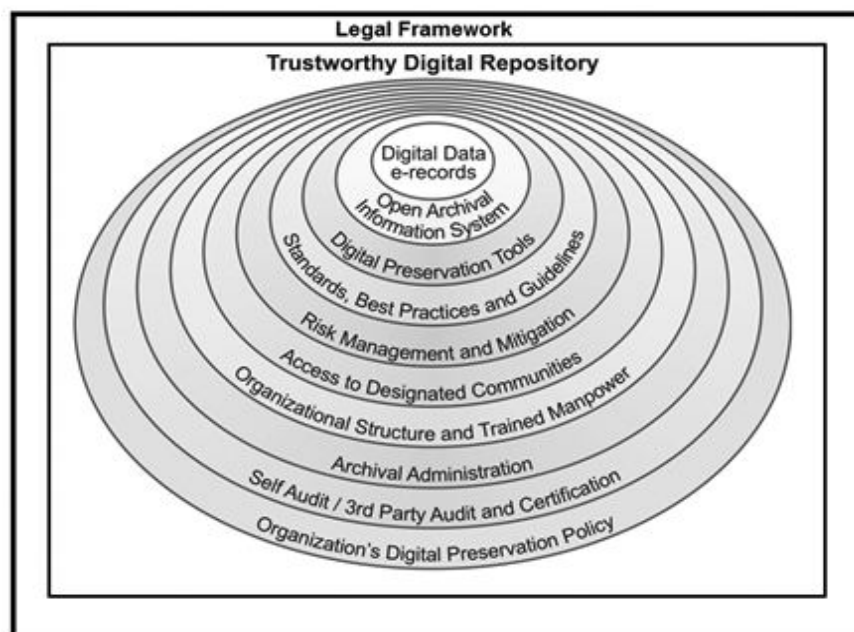 Legal Framework
Trustworthy Digital Repository
Digital Data
e-records
Open Archival
Information System
Digital Preservation Tools
Standards, Best Practices and Guidelines
Risk Management and Mitigation
Access to Designated Communities
Organizational Structure and Trained Manpower
Archival Administration
Self Audit / 3rd Party Audit and Certification
Organization's Digital Preservation Policy